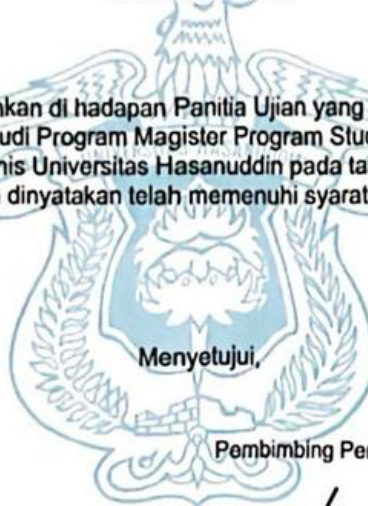 kan di hadapan Panitia Ujian yang
udi Program Magister Program Stud
nis Universitas Hasanuddin pada ta
dinyatakan telah memenuhi syarat
Menyetujui,
Pembimbing Per